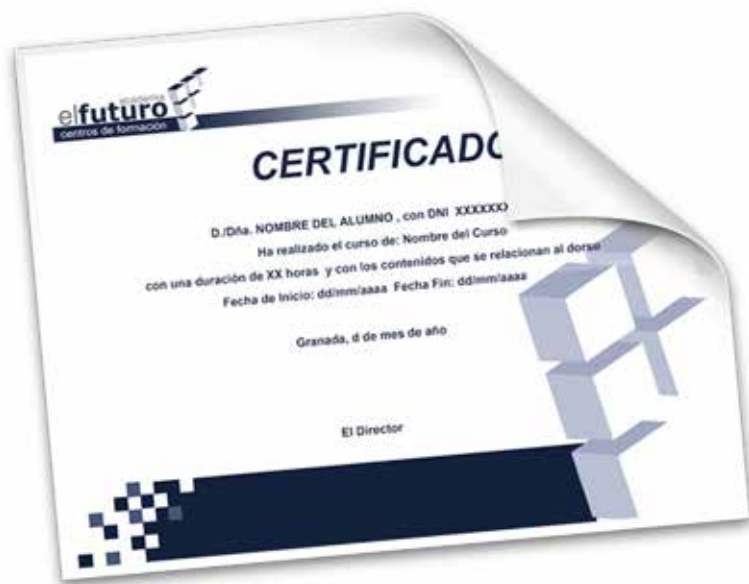 academia
elfuturo
centros de formación
CERTIFICADO
D./Dña. NOMBRE DEL ALUMNO , con DNI XXXXXXX
Ha realizado el curso de: Nombre del Curso
con una duración de XX horas y con los contenidos que se relacionan al dorso
Fecha de Inicio: dd/mm/aaaa Fecha Fin: dd/mm/aaaa
Granada, d de mes de año
El Director